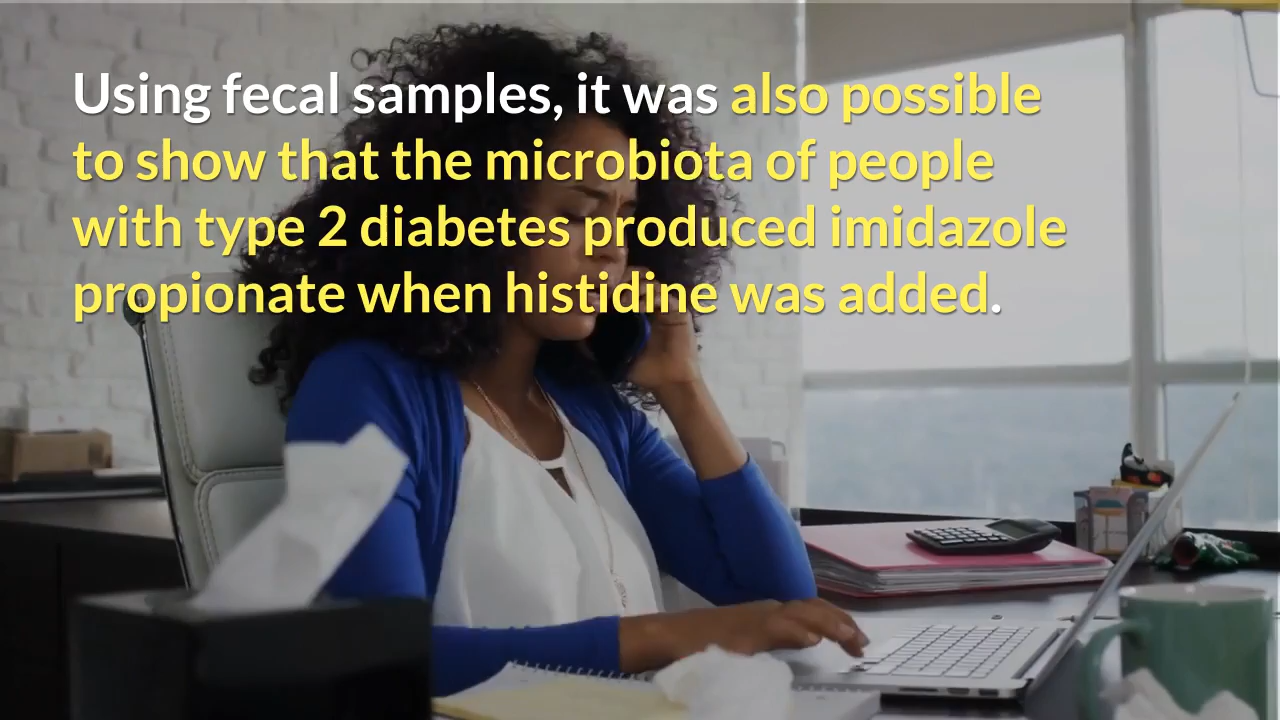 Using fecal samples, it was also possible
to show that the microbiota of people
with type 2 diabetes produced imidazole
propionate when histidine was added.